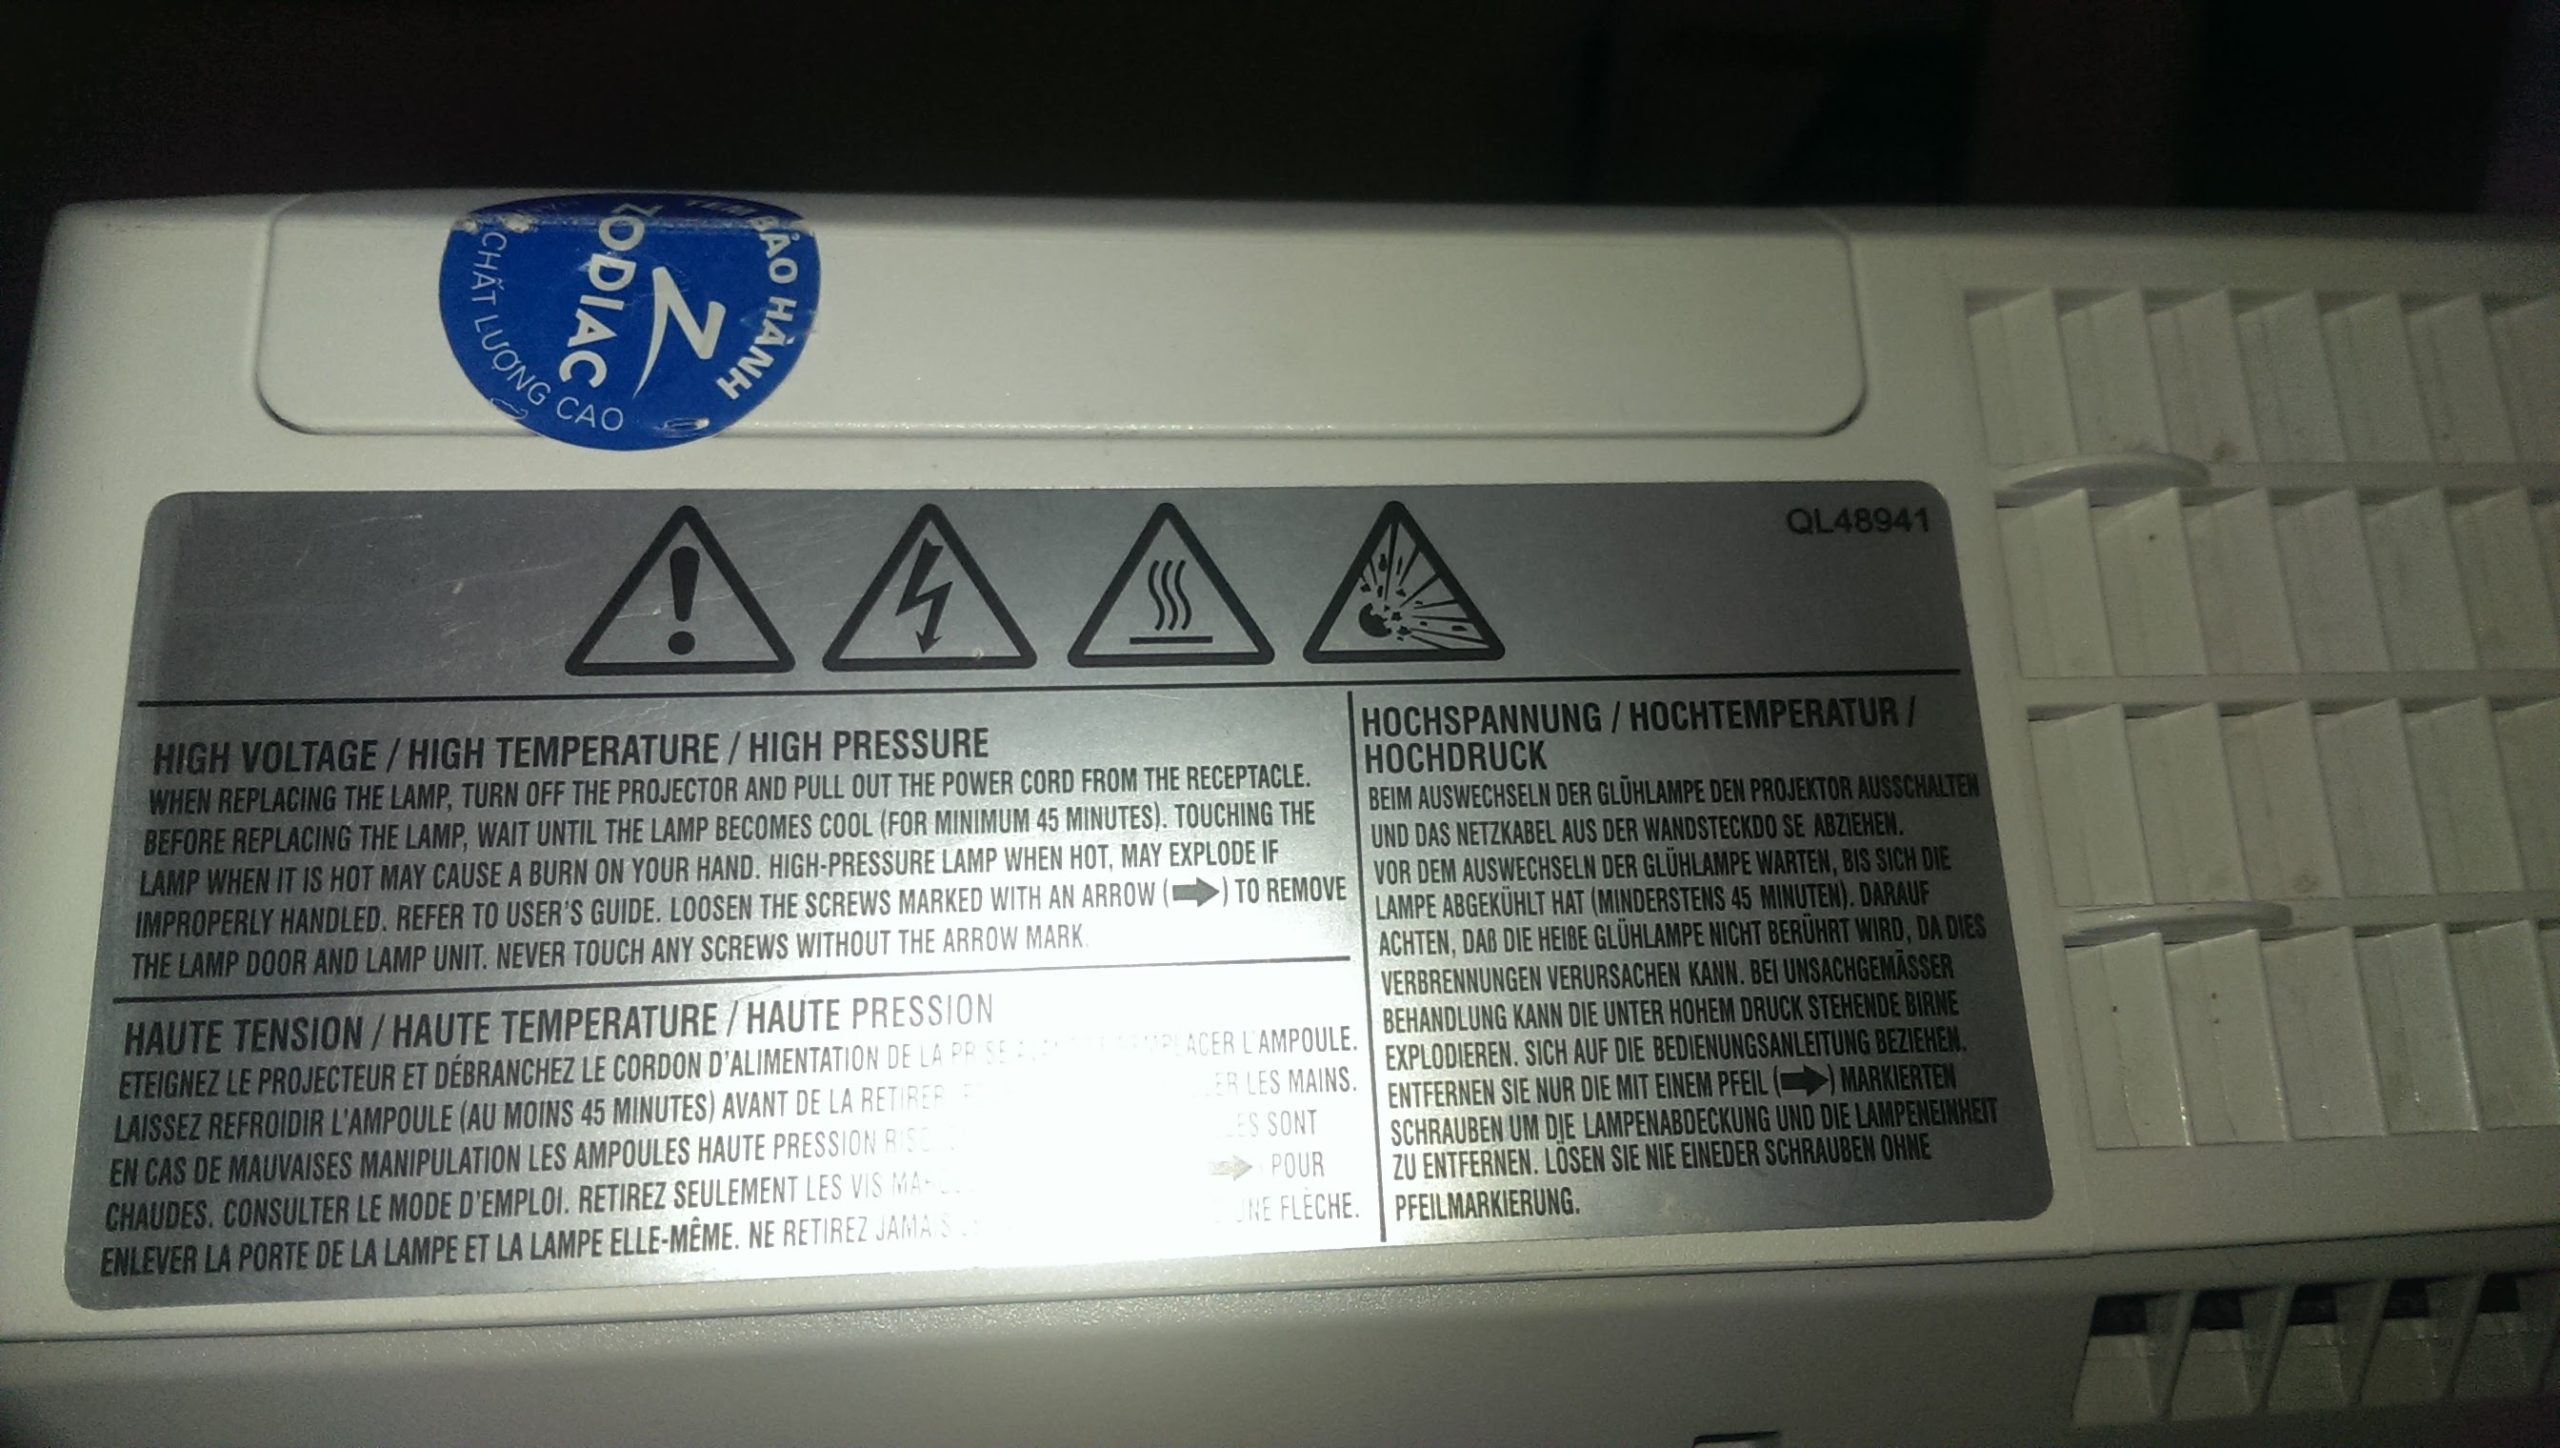 TEM BẢO HÀNH
ZODIAC
CHẤT LƯỢNG CAO
QL48941
HIGH VOLTAGE / HIGH TEMPERATURE / HIGH PRESSURE
WHEN REPLACING THE LAMP, TURN OFF THE PROJECTOR AND PULL OUT THE POWER CORD FROM THE RECEPTACLE.
BEFORE REPLACING THE LAMP, WAIT UNTIL THE LAMP BECOMES COOL (FOR MINIMUM 45 MINUTES). TOUCHING THE
LAMP WHEN IT IS HOT MAY CAUSE A BURN ON YOUR HAND. HIGH-PRESSURE LAMP WHEN HOT, MAY EXPLODE IF
IMPROPERLY HANDLED. REFER TO USER'S GUIDE. LOOSEN THE SCREWS MARKED WITH AN ARROW (➡) TO REMOVE
THE LAMP DOOR AND LAMP UNIT. NEVER TOUCH ANY SCREWS WITHOUT THE ARROW MARK.
HAUTE TENSION / HAUTE TEMPERATURE / HAUTE PRESSION
ETEIGNEZ LE PROJECTEUR ET DÉBRANCHEZ LE CORDON D'ALIMENTATION DE LA PRISE L'AMPOULE.
LAISSEZ REFROIDIR L'AMPOULE (AU MOINS 45 MINUTES) AVANT DE LA RETIRER LES MAINS.
EN CAS DE MAUVAISES MANIPULATION LES AMPOULES HAUTE PRESSION SONT
CHAUDES. CONSULTER LE MODE D'EMPLOI. RETIREZ SEULEMENT LES VIS ➡ POUR
ENLEVER LA PORTE DE LA LAMPE ET LA LAMPE ELLE-MÊME. NE RETIREZ JAMAIS UNE FLÈCHE.
HOCHSPANNUNG / HOCHTEMPERATUR /
HOCHDRUCK
BEIM AUSWECHSELN DER GLÜHLAMPE DEN PROJEKTOR AUSSCHALTEN
UND DAS NETZKABEL AUS DER WANDSTECKDO SE ABZIEHEN.
VOR DEM AUSWECHSELN DER GLÜHLAMPE WARTEN, BIS SICH DIE
LAMPE ABGEKÜHLT HAT (MINDERSTENS 45 MINUTEN). DARAUF
ACHTEN, DAß DIE HEIßE GLÜHLAMPE NICHT BERÜHRT WIRD, DA DIES
VERBRENNUNGEN VERURSACHEN KANN. BEI UNSACHGEMÄSSER
BEHANDLUNG KANN DIE UNTER HOHEM DRUCK STEHENDE BIRNE
EXPLODIEREN. SICH AUF DIE BEDIENUNGSANLEITUNG BEZIEHEN.
ENTFERNEN SIE NUR DIE MIT EINEM PFEIL (➡) MARKIERTEN
SCHRAUBEN UM DIE LAMPENABDECKUNG UND DIE LAMPENEINHEIT
ZU ENTFERNEN. LÖSEN SIE NIE EINEDER SCHRAUBEN OHNE
PFEILMARKIERUNG.